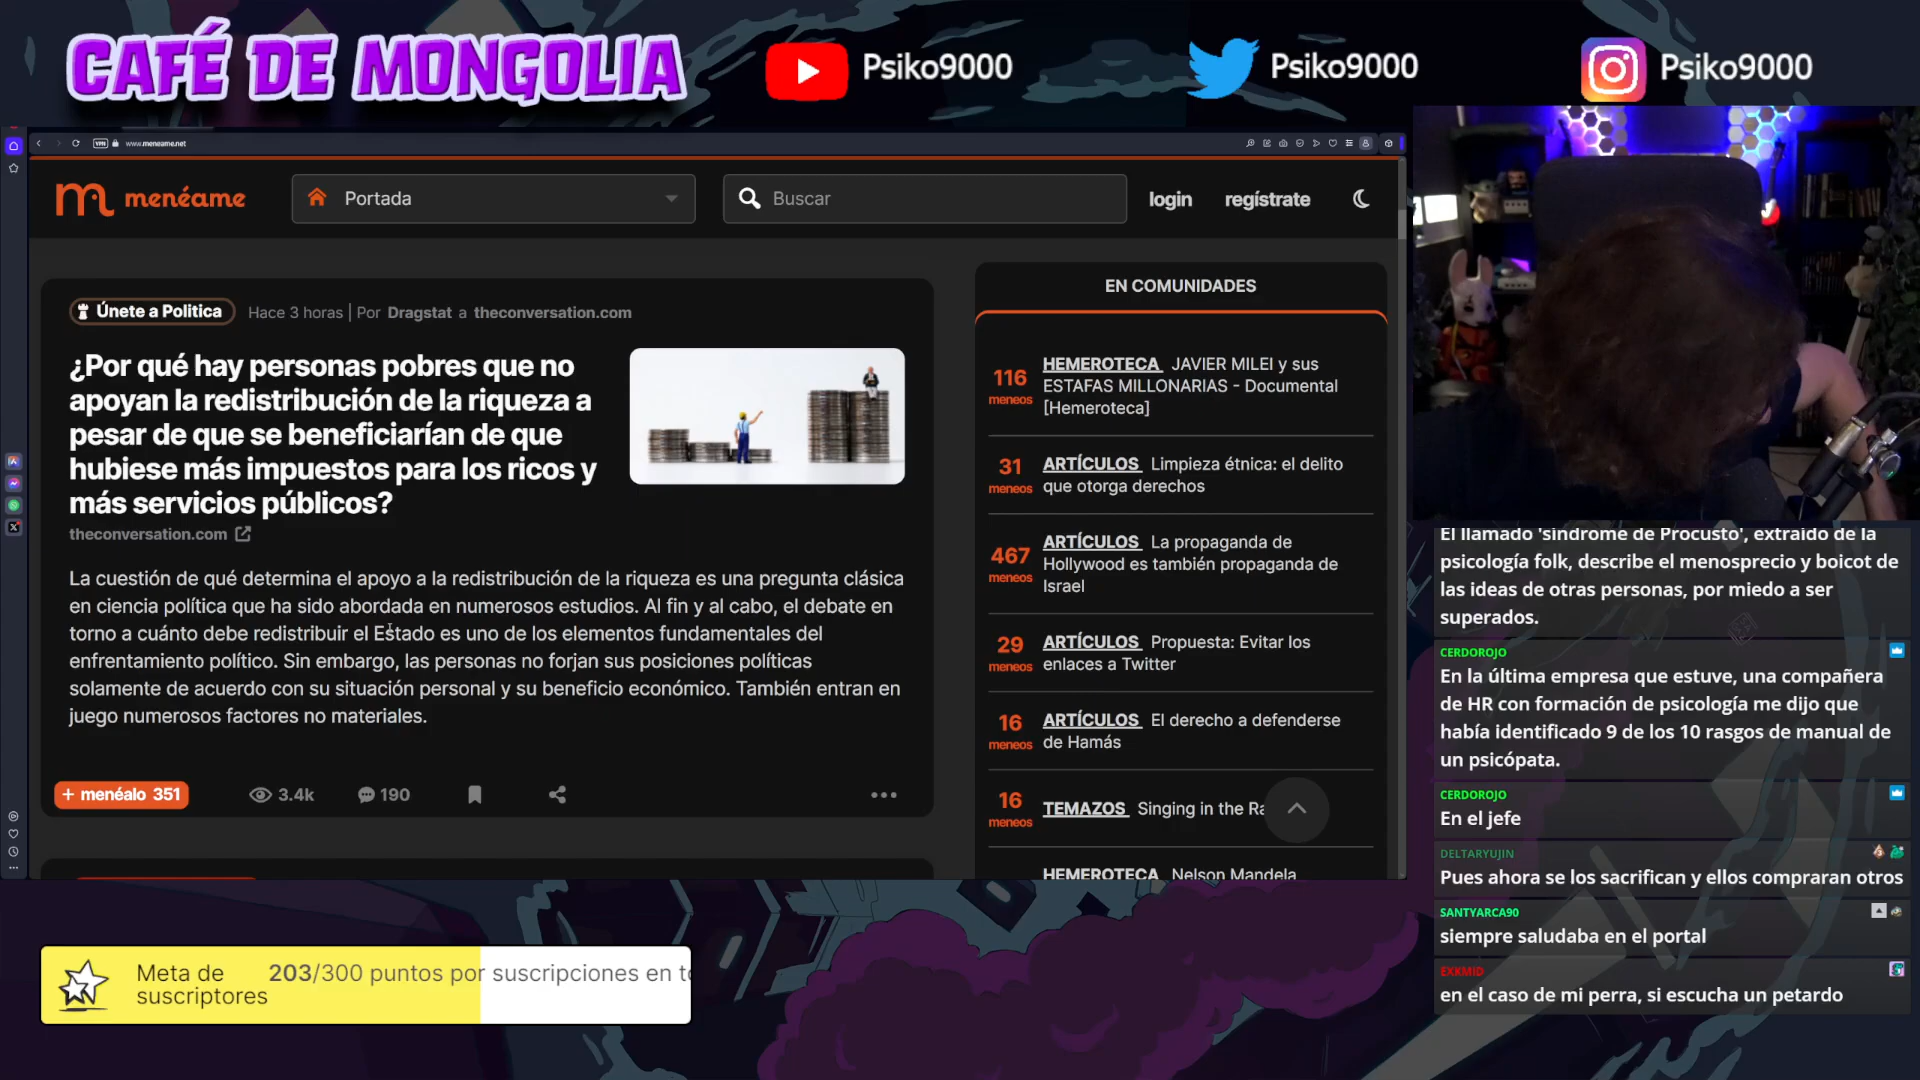 CAFÉ DE MONGOLIA
Psiko9000
Psiko9000
Psiko9000
VPN
www.meneame.net
menéame
Portada
Buscar
login
regístrate
Únete a Politica
Hace 3 horas | Por Dragstat a theconversation.com
¿Por qué hay personas pobres que no
apoyan la redistribución de la riqueza a
pesar de que se beneficiarían de que
hubiese más impuestos para los ricos y
más servicios públicos?
theconversation.com
La cuestión de qué determina el apoyo a la redistribución de la riqueza es una pregunta clásica
en ciencia política que ha sido abordada en numerosos estudios. Al fin y al cabo, el debate en
torno a cuánto debe redistribuir el Estado es uno de los elementos fundamentales del
enfrentamiento político. Sin embargo, las personas no forjan sus posiciones políticas
solamente de acuerdo con su situación personal y su beneficio económico. También entran en
juego numerosos factores no materiales.
+ menéalo 351
3.4k
190
EN COMUNIDADES
116
meneos
HEMEROTECA JAVIER MILEI y sus
ESTAFAS MILLONARIAS - Documental
[Hemeroteca]
31
meneos
ARTÍCULOS Limpieza étnica: el delito
que otorga derechos
467
meneos
ARTÍCULOS La propaganda de
Hollywood es también propaganda de
Israel
29
meneos
ARTÍCULOS Propuesta: Evitar los
enlaces a Twitter
16
meneos
ARTÍCULOS El derecho a defenderse
de Hamás
16
meneos
TEMAZOS Singing in the Ra
HEMEROTECA Nelson Mandela
El llamado 'síndrome de Procusto', extraído de la
psicología folk, describe el menosprecio y boicot de
las ideas de otras personas, por miedo a ser
superados.
CERDOROJO
En la última empresa que estuve, una compañera
de HR con formación de psicología me dijo que
había identificado 9 de los 10 rasgos de manual de
un psicópata.
CERDOROJO
En el jefe
DELTARYUJIN
Pues ahora se los sacrifican y ellos compraran otros
SANTYARCA90
siempre saludaba en el portal
EXKMID
en el caso de mi perra, si escucha un petardo
Meta de
suscriptores
203/300 puntos por suscripciones en to